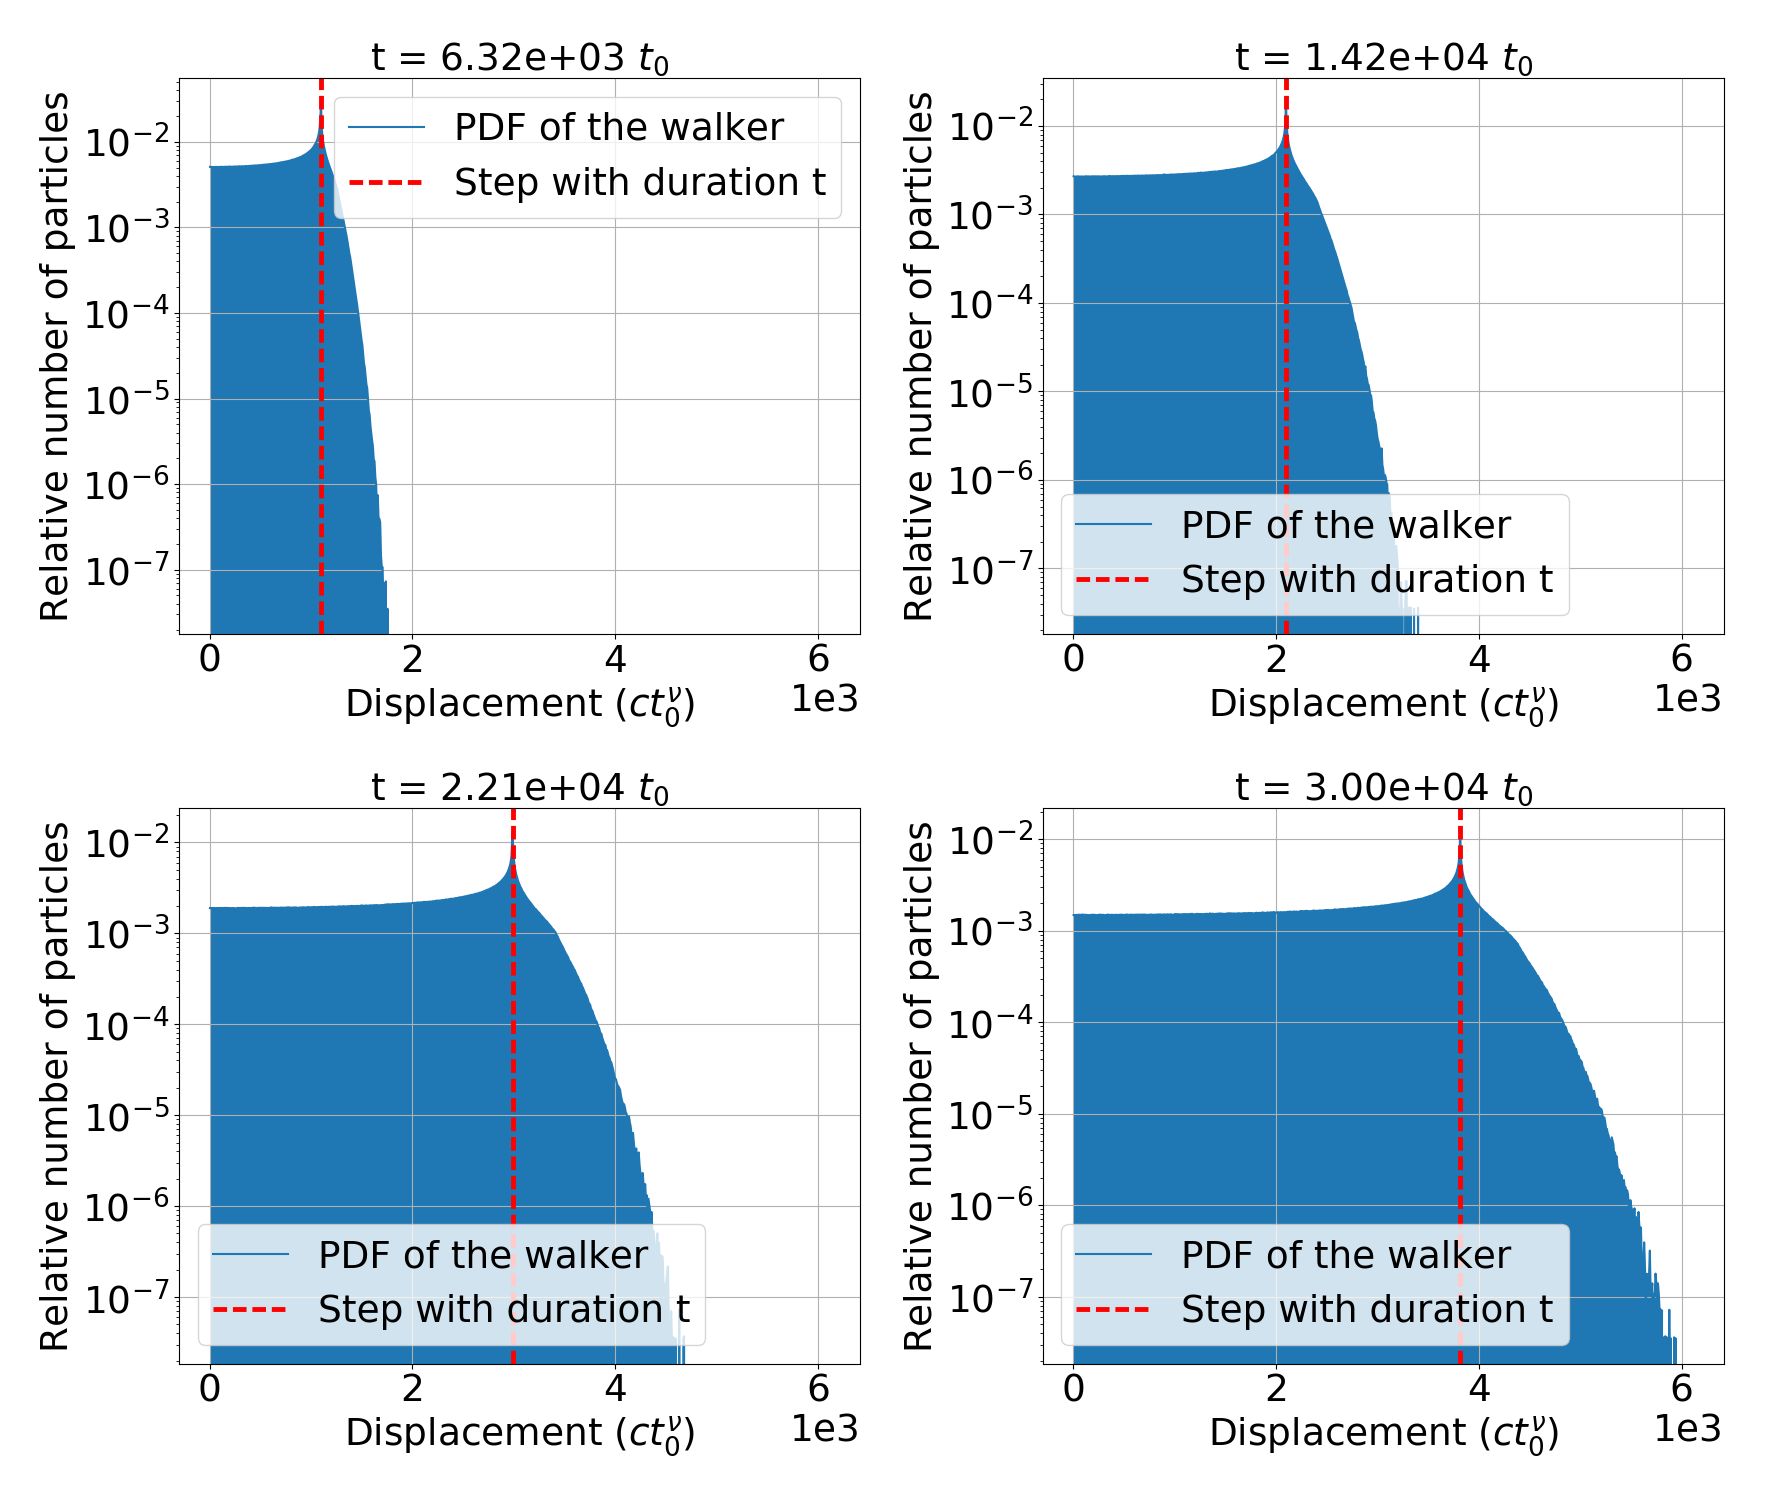 t = 6.32e+03 t₀
Relative number of particles
10⁻²
10⁻³
10⁻⁴
10⁻⁵
10⁻⁶
10⁻⁷
PDF of the walker
Step with duration t
0 2 4 6
1e3
Displacement (ct₀^ν)
t = 1.42e+04 t₀
Relative number of particles
10⁻²
10⁻³
10⁻⁴
10⁻⁵
10⁻⁶
10⁻⁷
PDF of the walker
Step with duration t
0 2 4 6
1e3
Displacement (ct₀^ν)
t = 2.21e+04 t₀
Relative number of particles
10⁻²
10⁻³
10⁻⁴
10⁻⁵
10⁻⁶
10⁻⁷
PDF of the walker
Step with duration t
0 2 4 6
1e3
Displacement (ct₀^ν)
t = 3.00e+04 t₀
Relative number of particles
10⁻²
10⁻³
10⁻⁴
10⁻⁵
10⁻⁶
10⁻⁷
PDF of the walker
Step with duration t
0 2 4 6
1e3
Displacement (ct₀^ν)